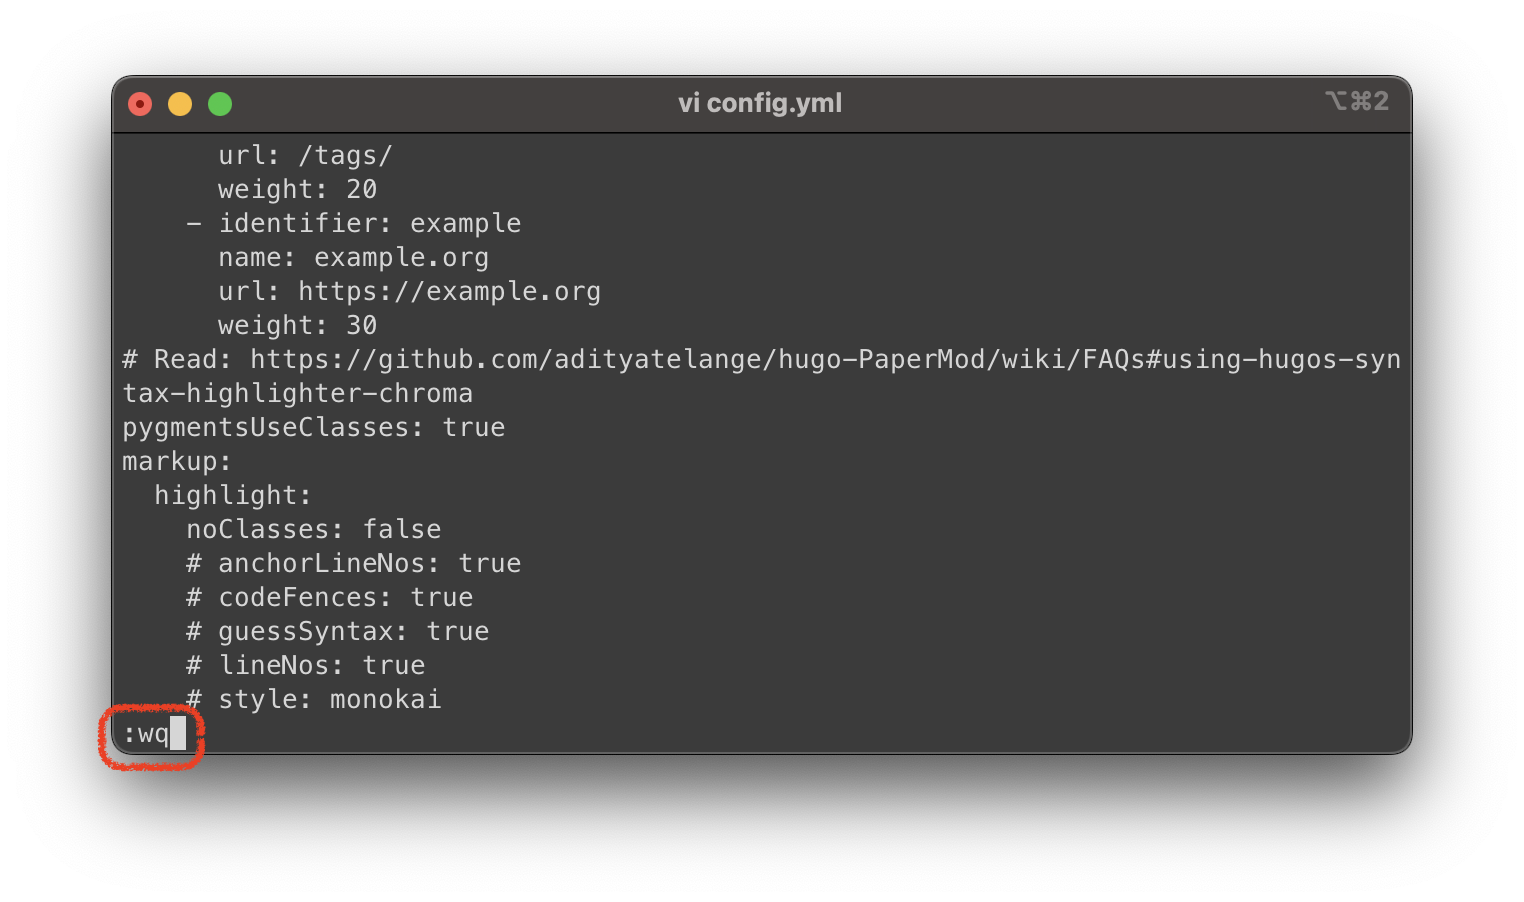 vi config.yml
⌥⌘2
url: /tags/
weight: 20
- identifier: example
name: example.org
url: https://example.org
weight: 30
# Read: https://github.com/adityatelange/hugo-PaperMod/wiki/FAQs#using-hugos-syn
tax-highlighter-chroma
pygmentsUseClasses: true
markup:
highlight:
noClasses: false
# anchorLineNos: true
# codeFences: true
# guessSyntax: true
# lineNos: true
# style: monokai
:wq